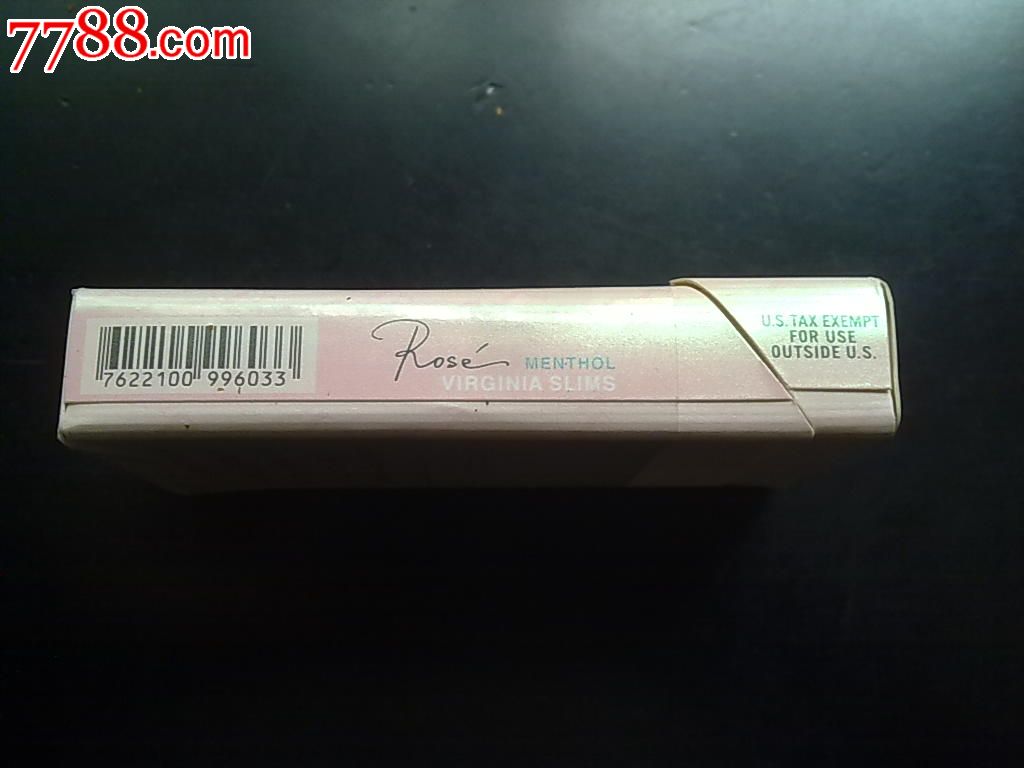 7788.com
7622100 996033
Rosé MENTHOL
VIRGINIA SLIMS
U.S. TAX EXEMPT
FOR USE
OUTSIDE U.S.